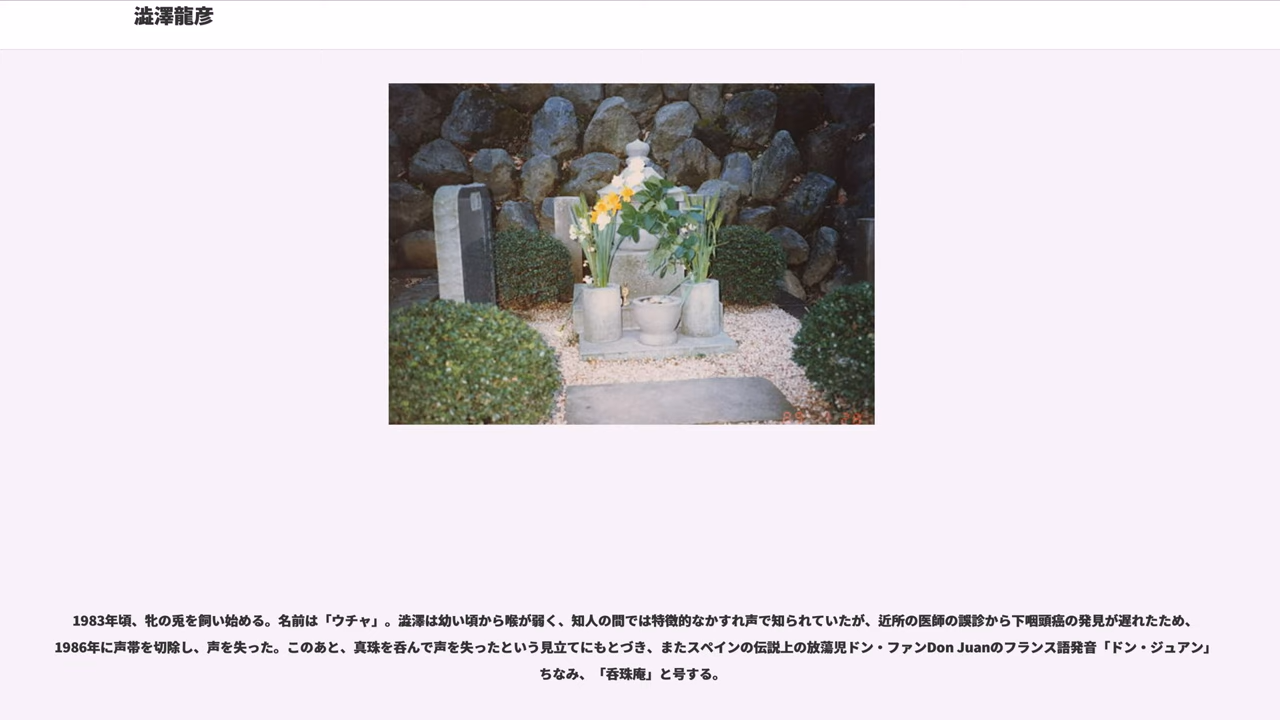 澁澤龍彦
1983年頃、牝の兎を飼い始める。名前は「ウチャ」。澁澤は幼い頃から喉が弱く、知人の間では特徴的なかすれ声で知られていたが、近所の医師の誤診から下咽頭癌の発見が遅れたため、
1986年に声帯を切除し、声を失った。このあと、真珠を呑んで声を失ったという見立てにもとづき、またスペインの伝説上の放蕩児ドン・ファンDon Juanのフランス語発音「ドン・ジュアン」
ちなみ、「呑珠庵」と号する。